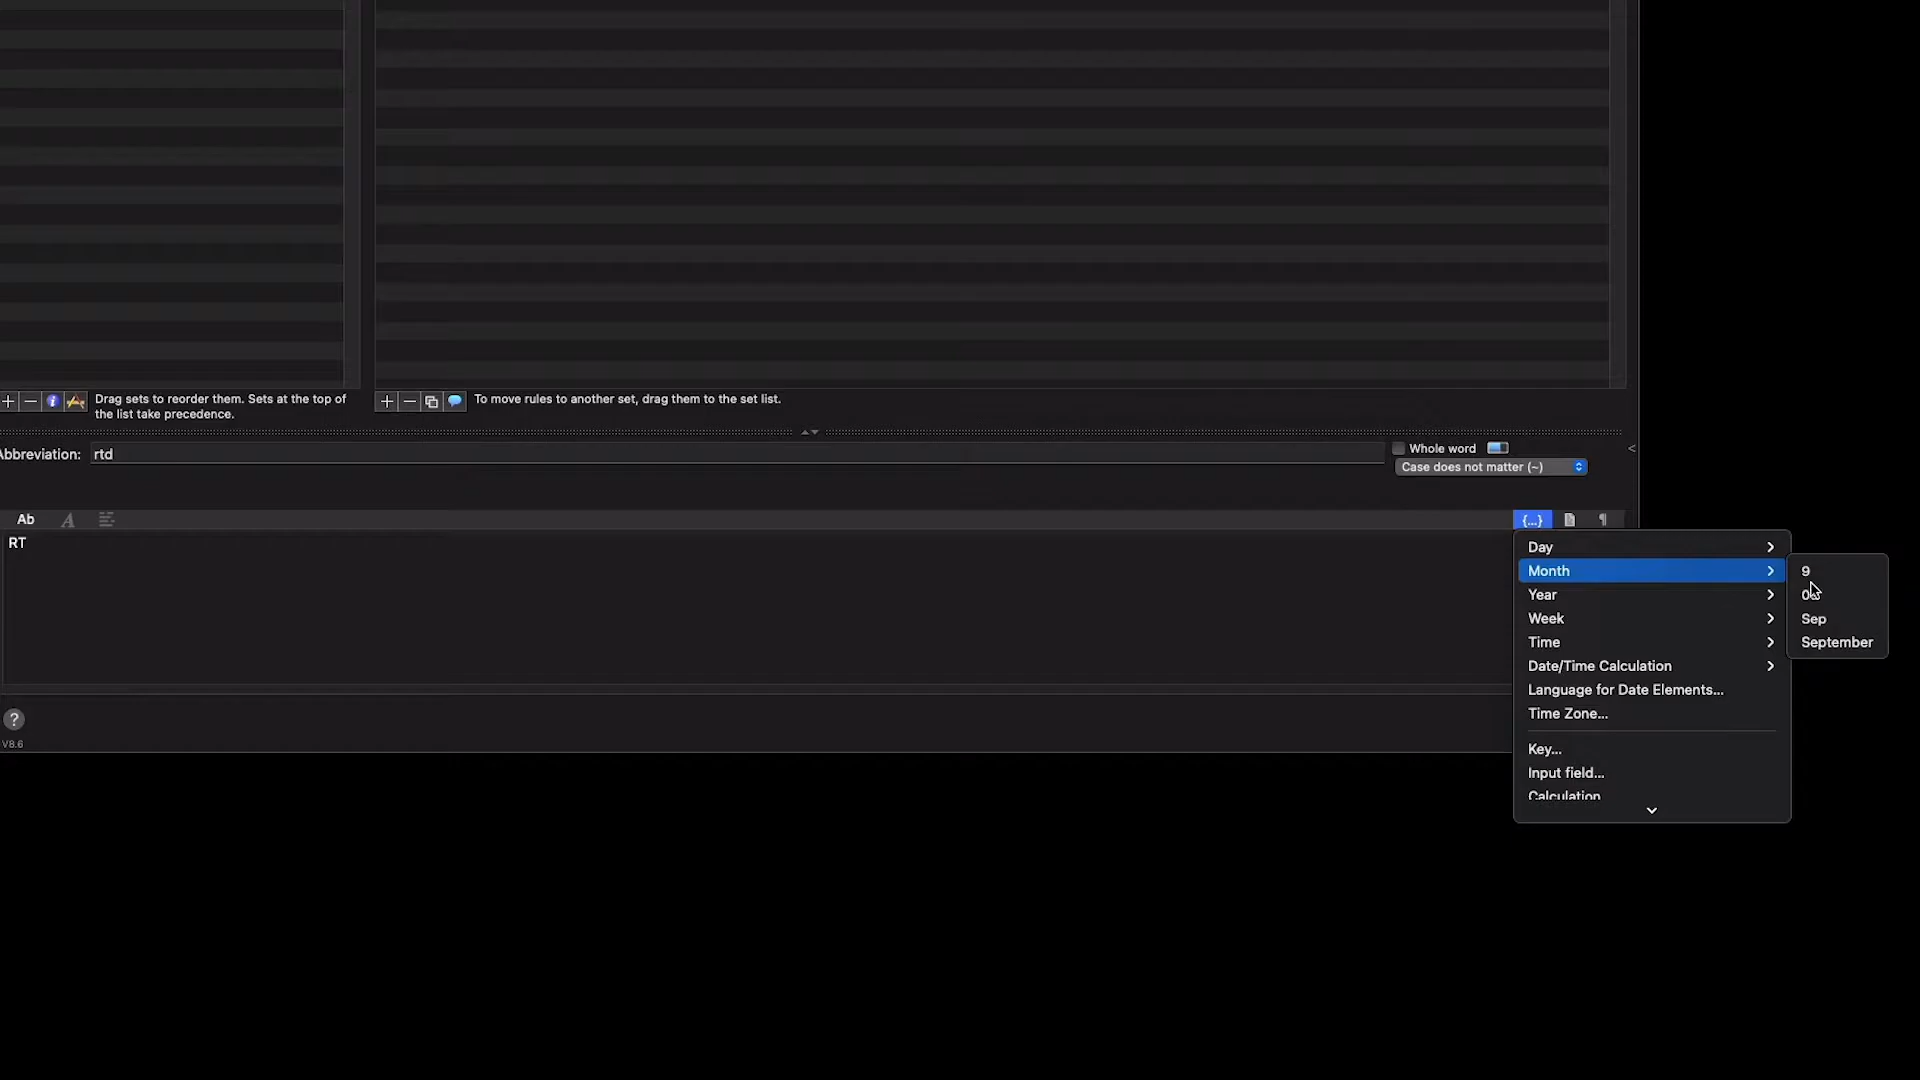 Drag sets to reorder them. Sets at the top of
the list take precedence.
To move rules to another set, drag them to the set list.
Abbreviation: rtd
Whole word
Case does not matter (~)
<
Ab A
{...} ¶
RT
Day
Month
Year
Week
Time
Date/Time Calculation
Language for Date Elements...
Time Zone...
Key...
Input field...
Calculation
9
Sep
September
?
V8.6